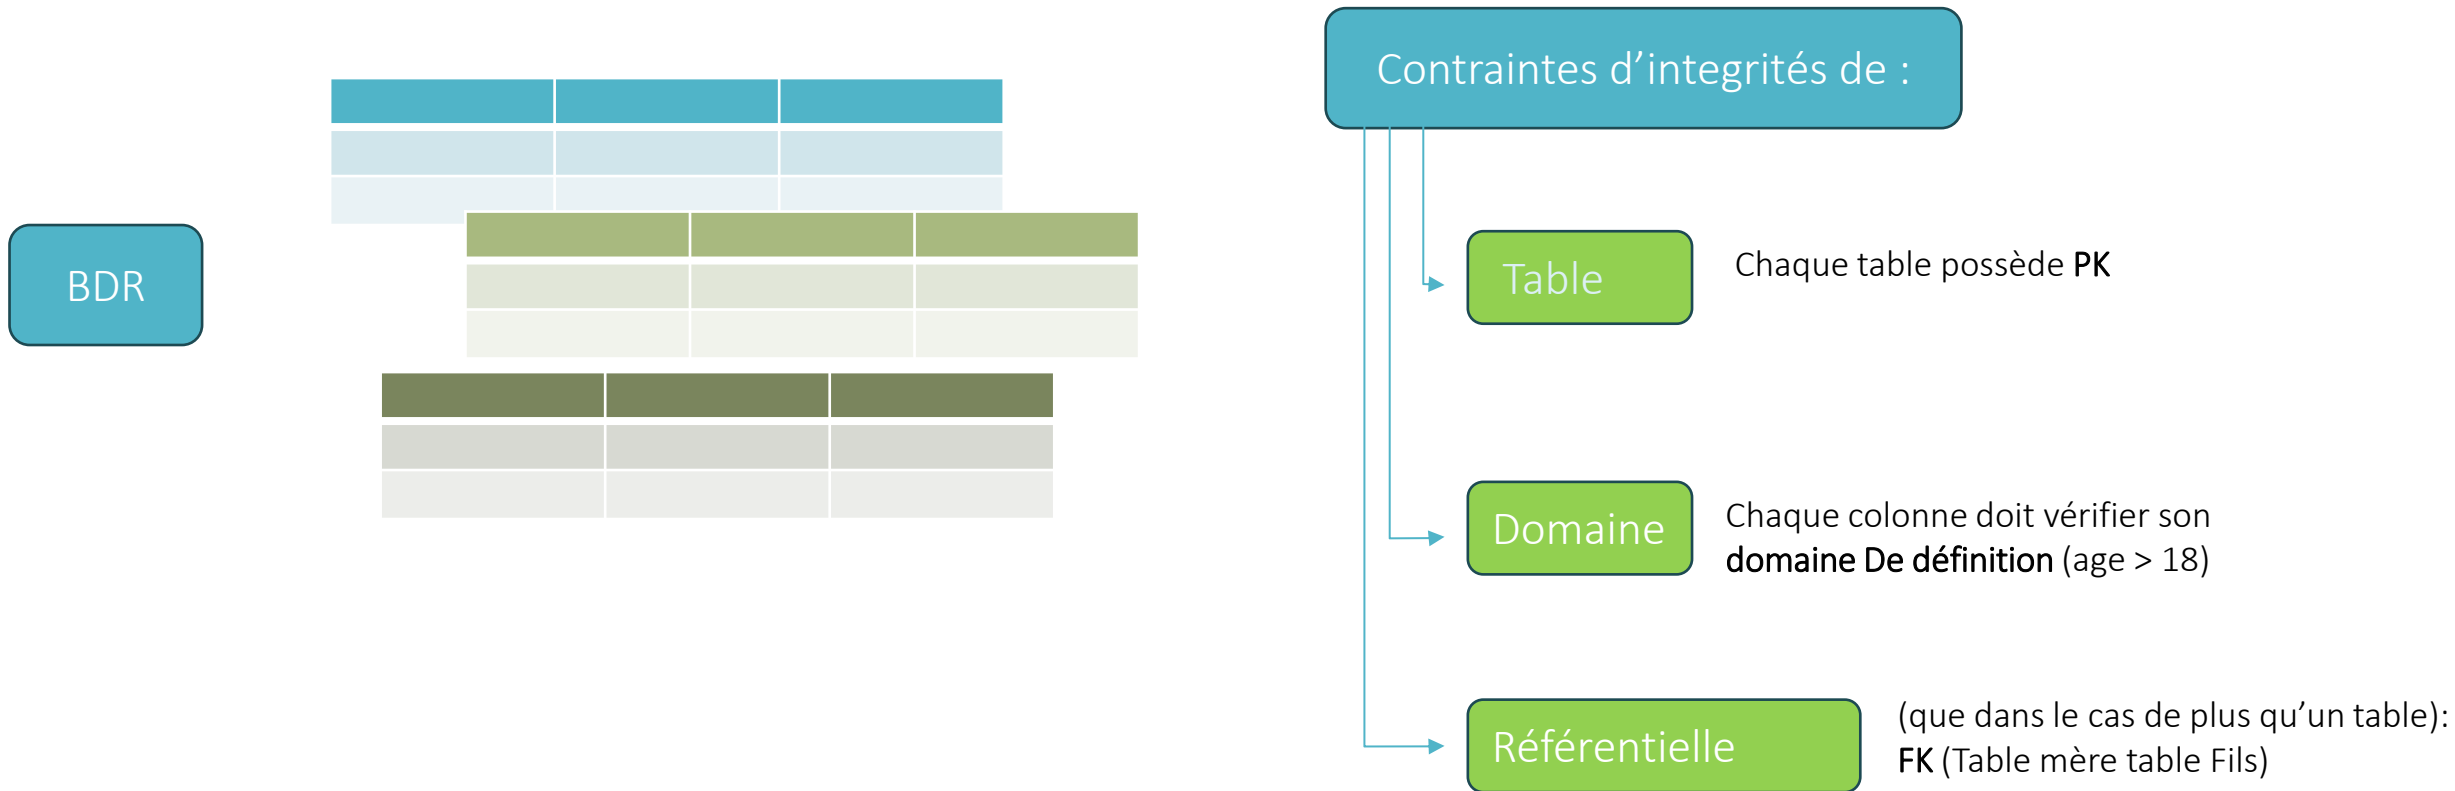 BDR
Contraintes d’integrités de :
Table
Chaque table possède PK
Domaine
Chaque colonne doit vérifier son
domaine De définition (age > 18)
Référentielle
(que dans le cas de plus qu’un table):
FK (Table mère table Fils)